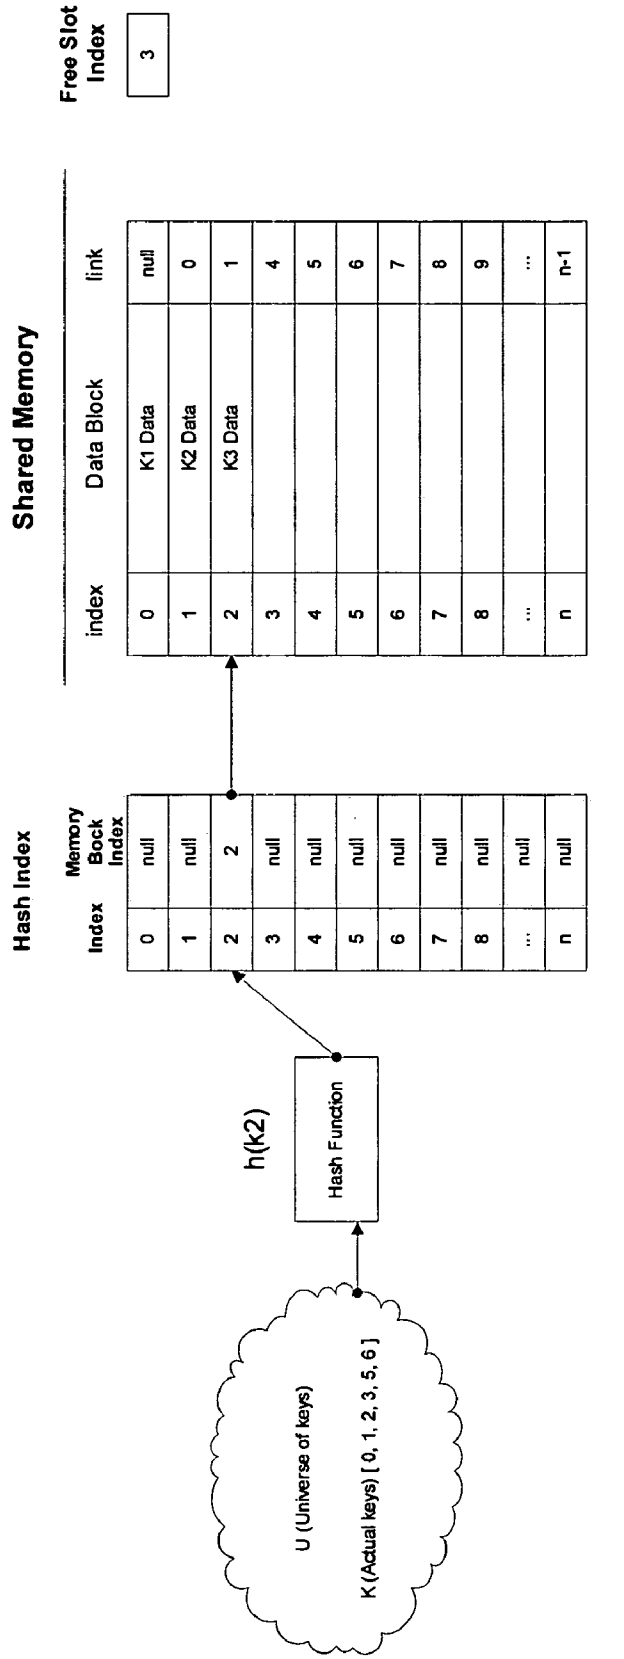 U (Universe of keys)
K (Actual keys) [ 0, 1, 2, 3, 5, 6 ]
h(k2)
Hash Function
Hash Index
Index Memory Bock Index
0 null
1 null
2 2
3 null
4 null
5 null
6 null
7 null
8 null
... null
n null
Shared Memory
index Data Block link
0 K1 Data null
1 K2 Data 0
2 K3 Data 1
3 4
4 5
5 6
6 7
7 8
8 9
... ...
n n-1
Free Slot
Index
3